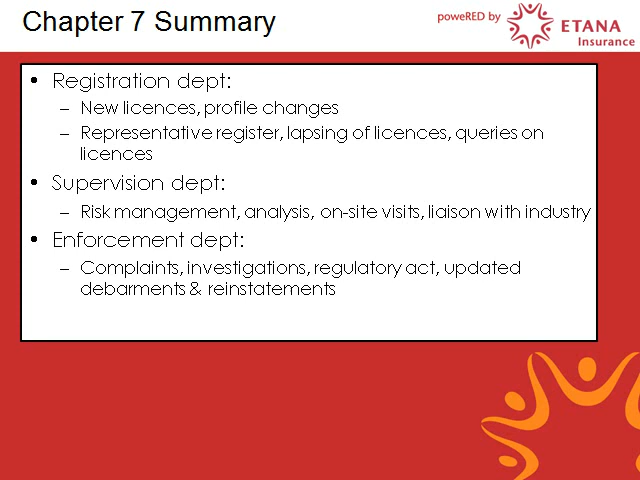 Chapter 7 Summary
poweRED by
ETANA
Insurance
• Registration dept:
– New licences, profile changes
– Representative register, lapsing of licences, queries on
licences
• Supervision dept:
– Risk management, analysis, on-site visits, liaison with industry
• Enforcement dept:
– Complaints, investigations, regulatory act, updated
debarments & reinstatements